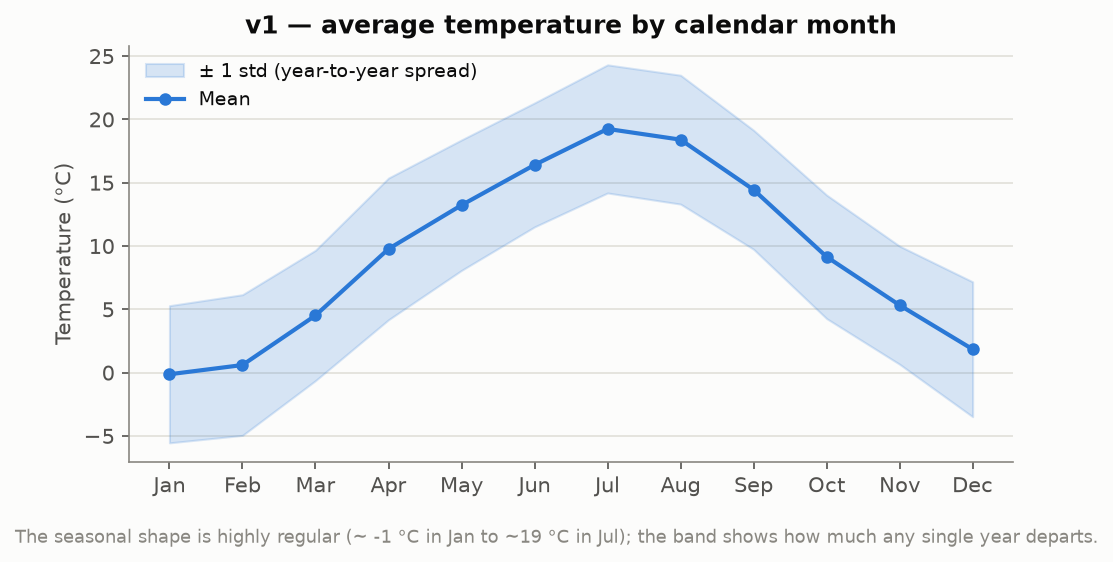 v1 — average temperature by calendar month
± 1 std (year-to-year spread)
Mean
Temperature (°C)
25
20
15
10
5
0
−5
Jan Feb Mar Apr May Jun Jul Aug Sep Oct Nov Dec
The seasonal shape is highly regular (~ -1 °C in Jan to ~19 °C in Jul); the band shows how much any single year departs.